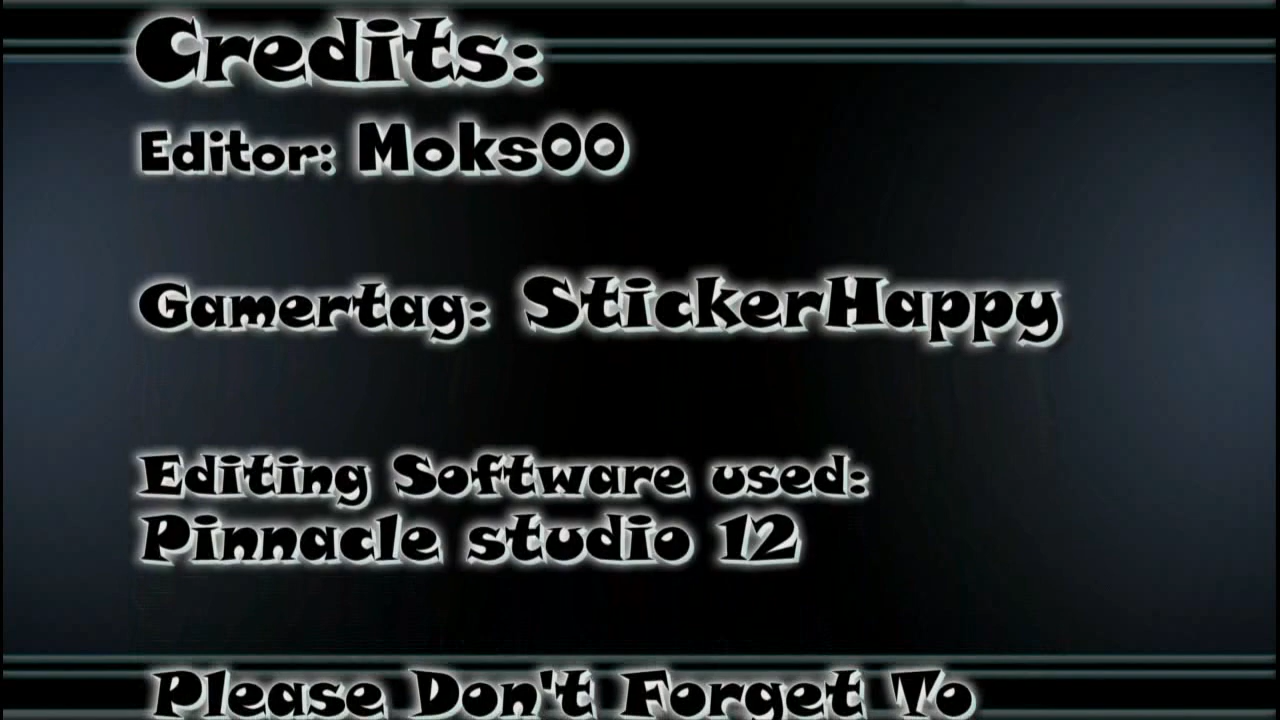 Credits:
Editor: Moks00
Gamertag: StickerHappy
Editing Software used:
Pinnacle studio 12
Please Don't Forget To